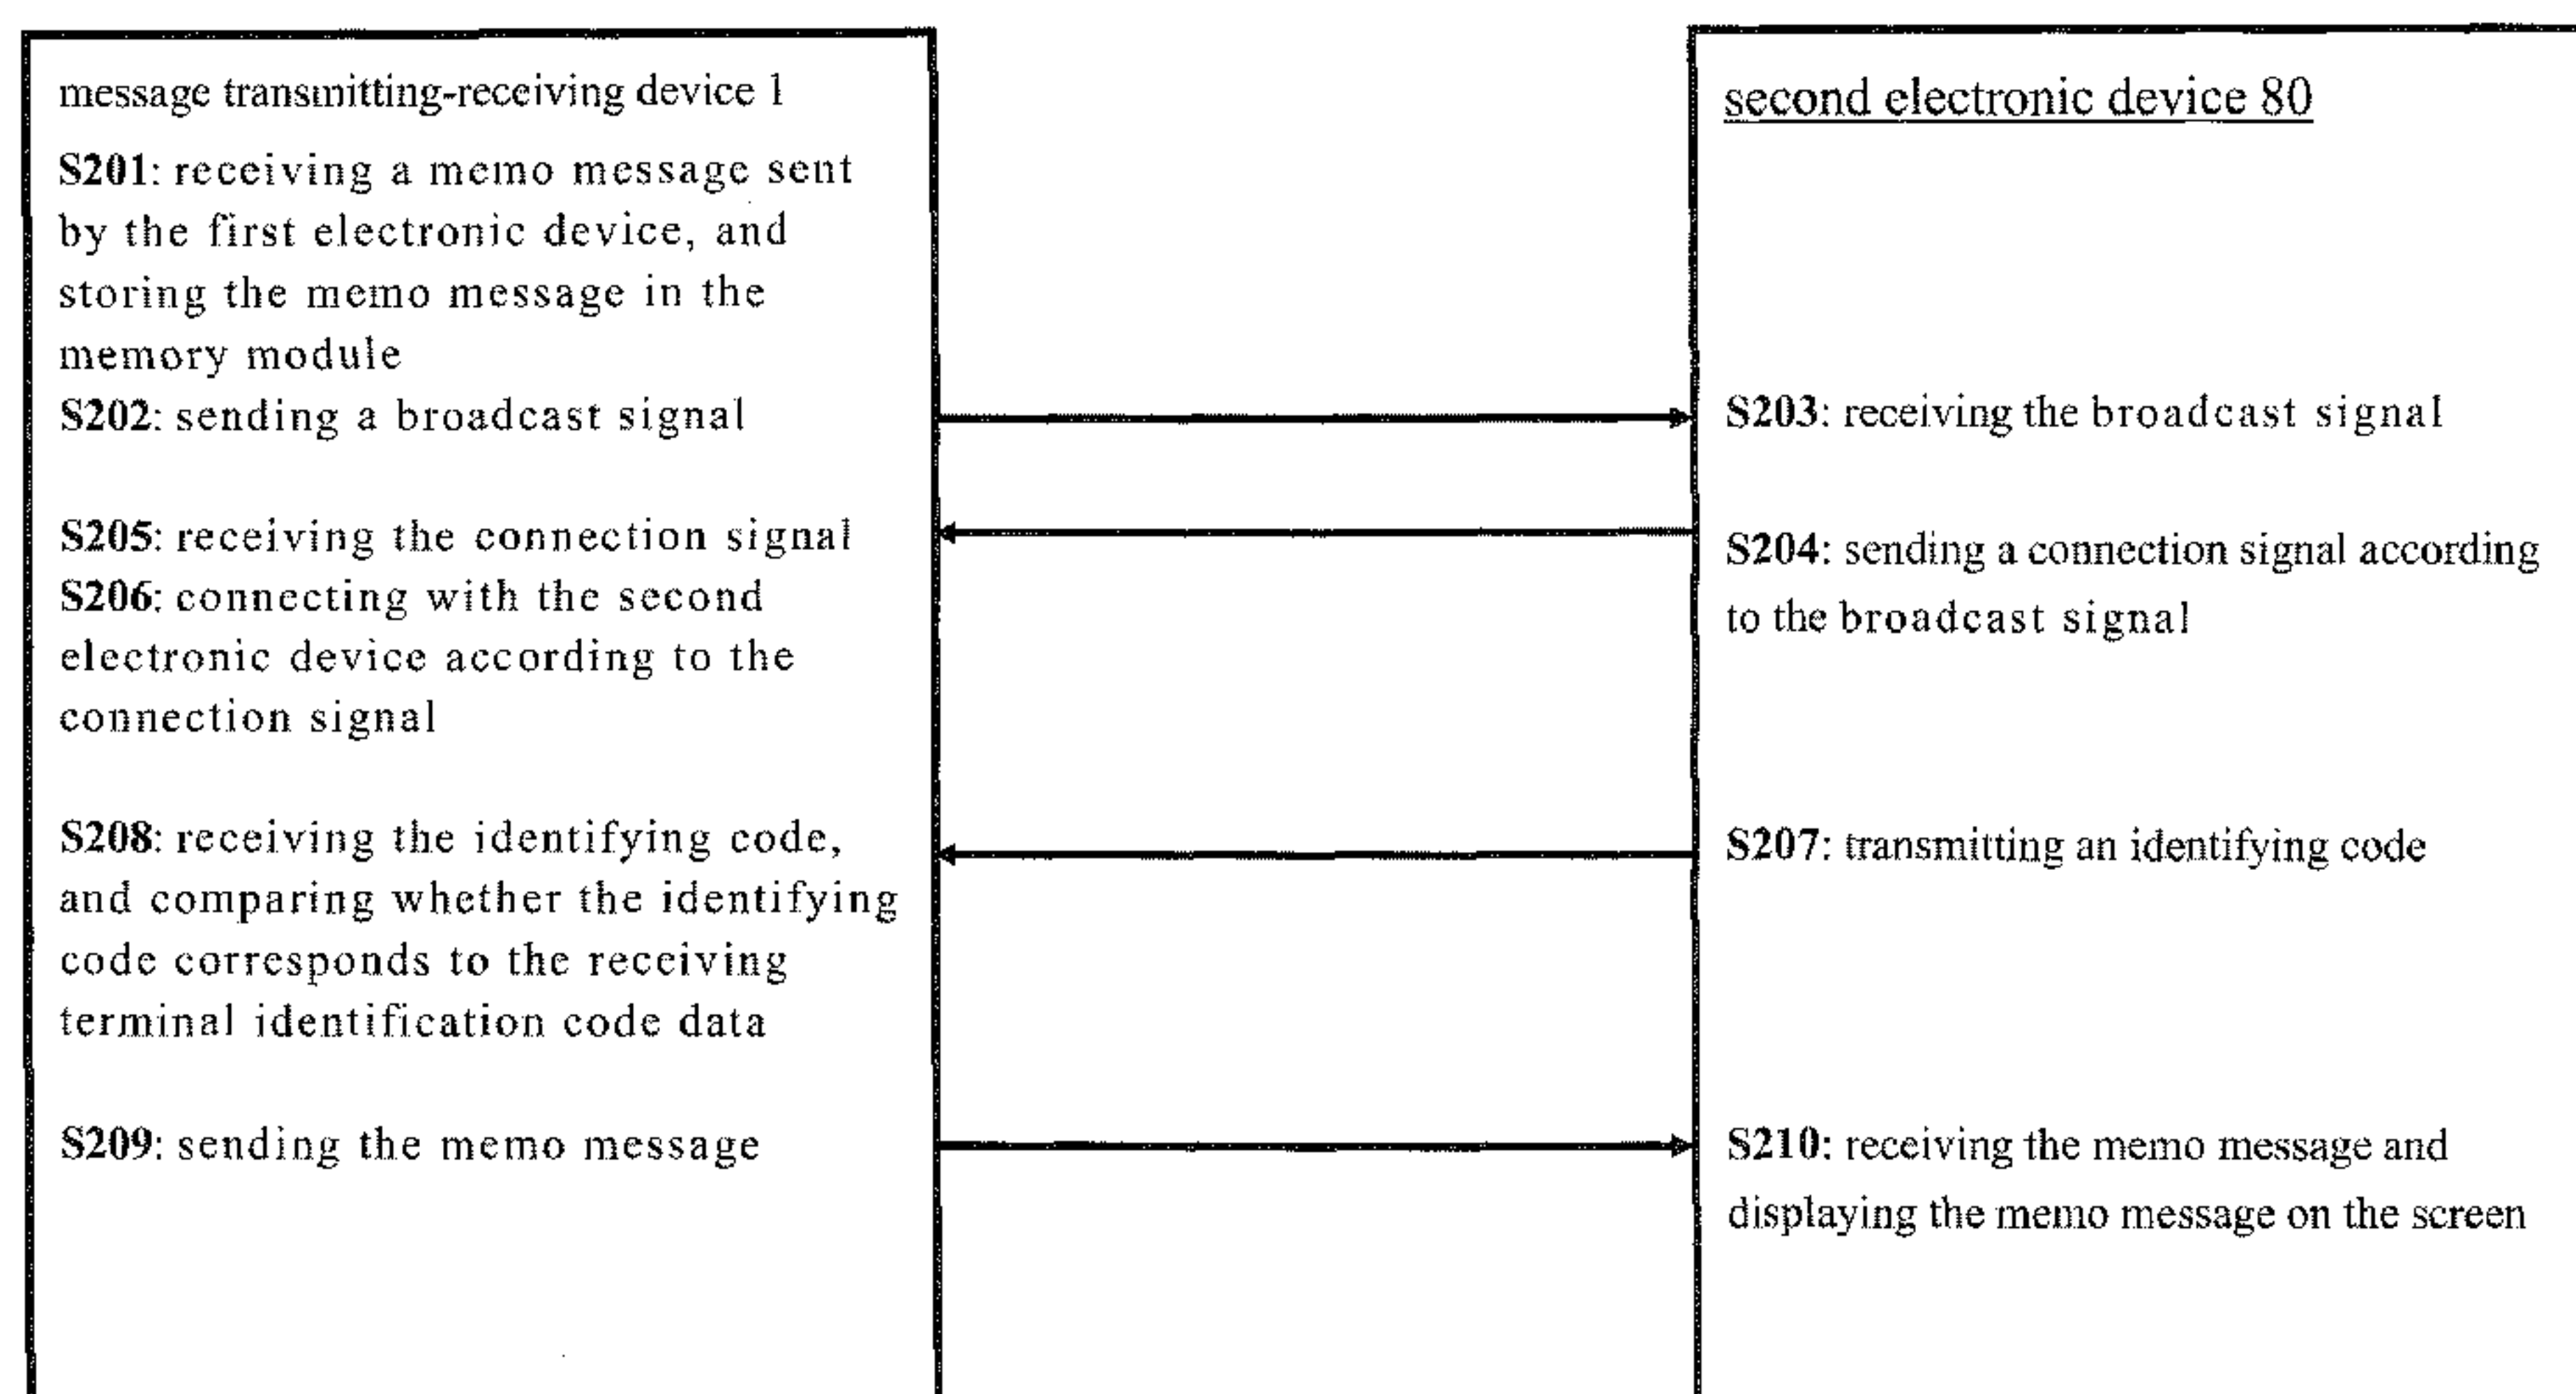 message transmitting-receiving device 1
S201: receiving a memo message sent
by the first electronic device, and
storing the memo message in the
memory module
S202: sending a broadcast signal
S205: receiving the connection signal
S206: connecting with the second
electronic device according to the
connection signal
S208: receiving the identifying code,
and comparing whether the identifying
code corresponds to the receiving
terminal identification code data
S209: sending the memo message
second electronic device 80
S203: receiving the broadcast signal
S204: sending a connection signal according
to the broadcast signal
S207: transmitting an identifying code
S210: receiving the memo message and
displaying the memo message on the screen